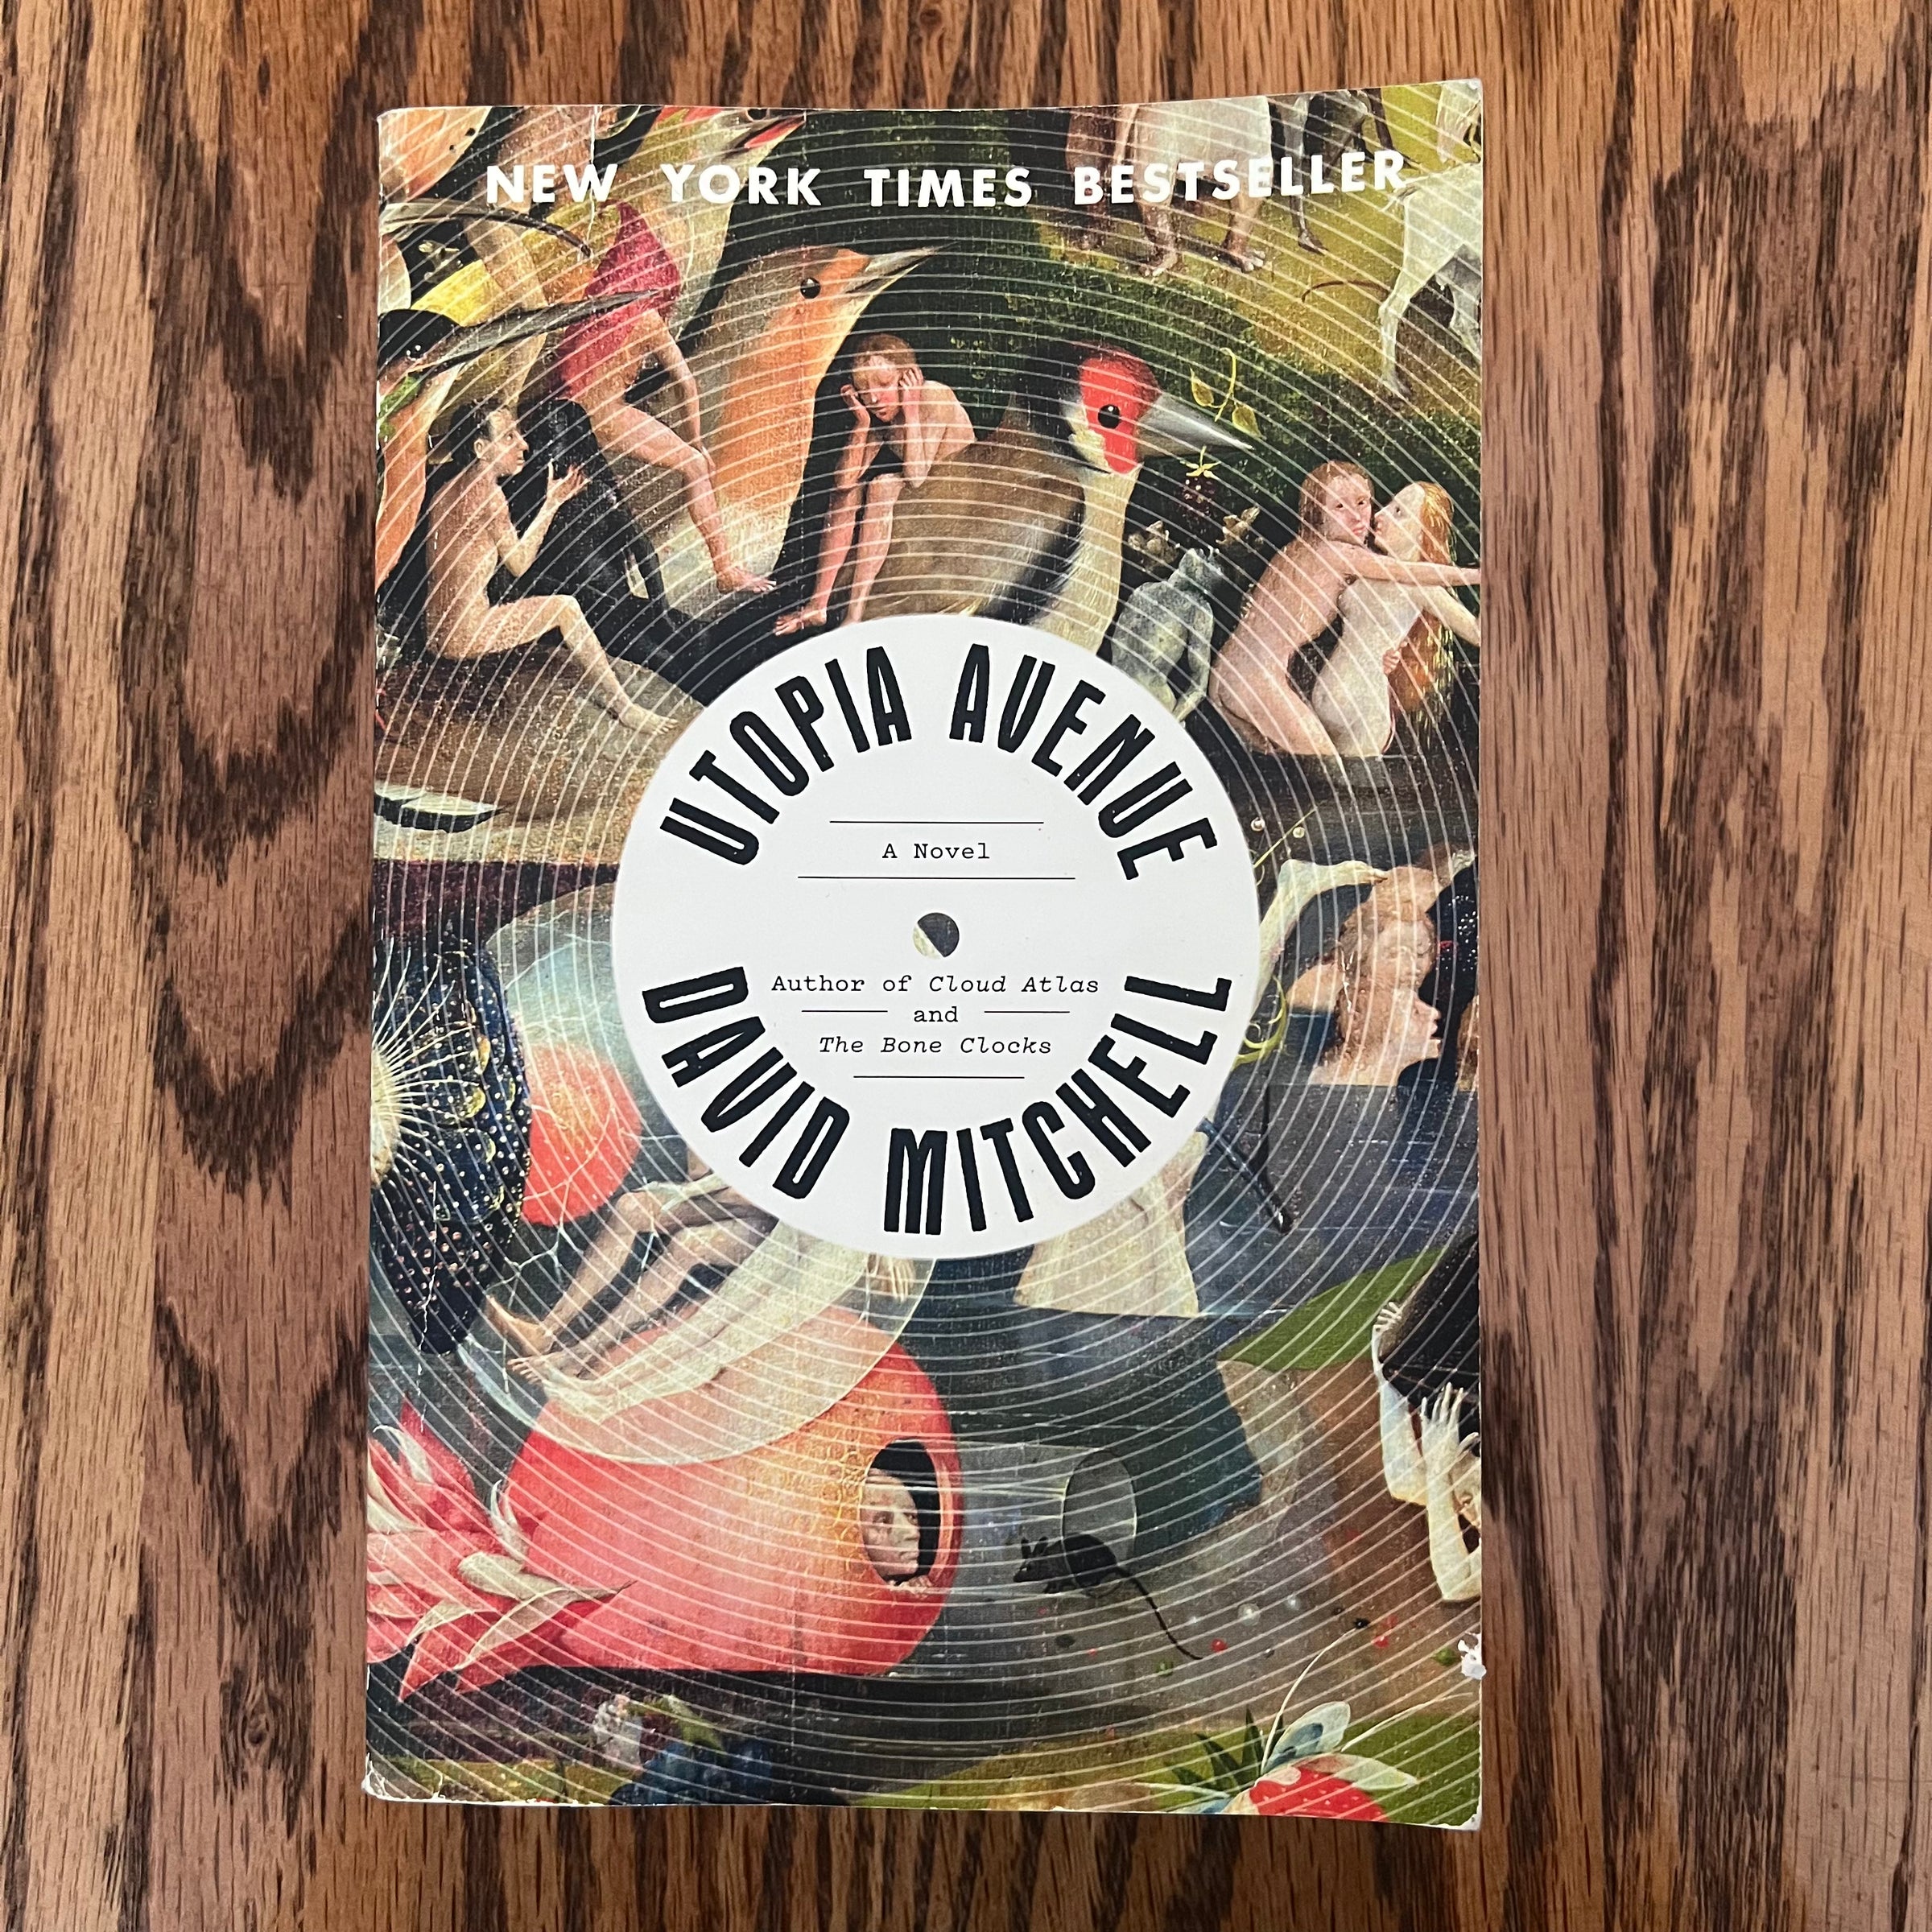 NEW YORK TIMES BESTSELLER
UTOPIA AVENUE
A Novel
Author of Cloud Atlas
and
The Bone Clocks
DAVID MITCHELL